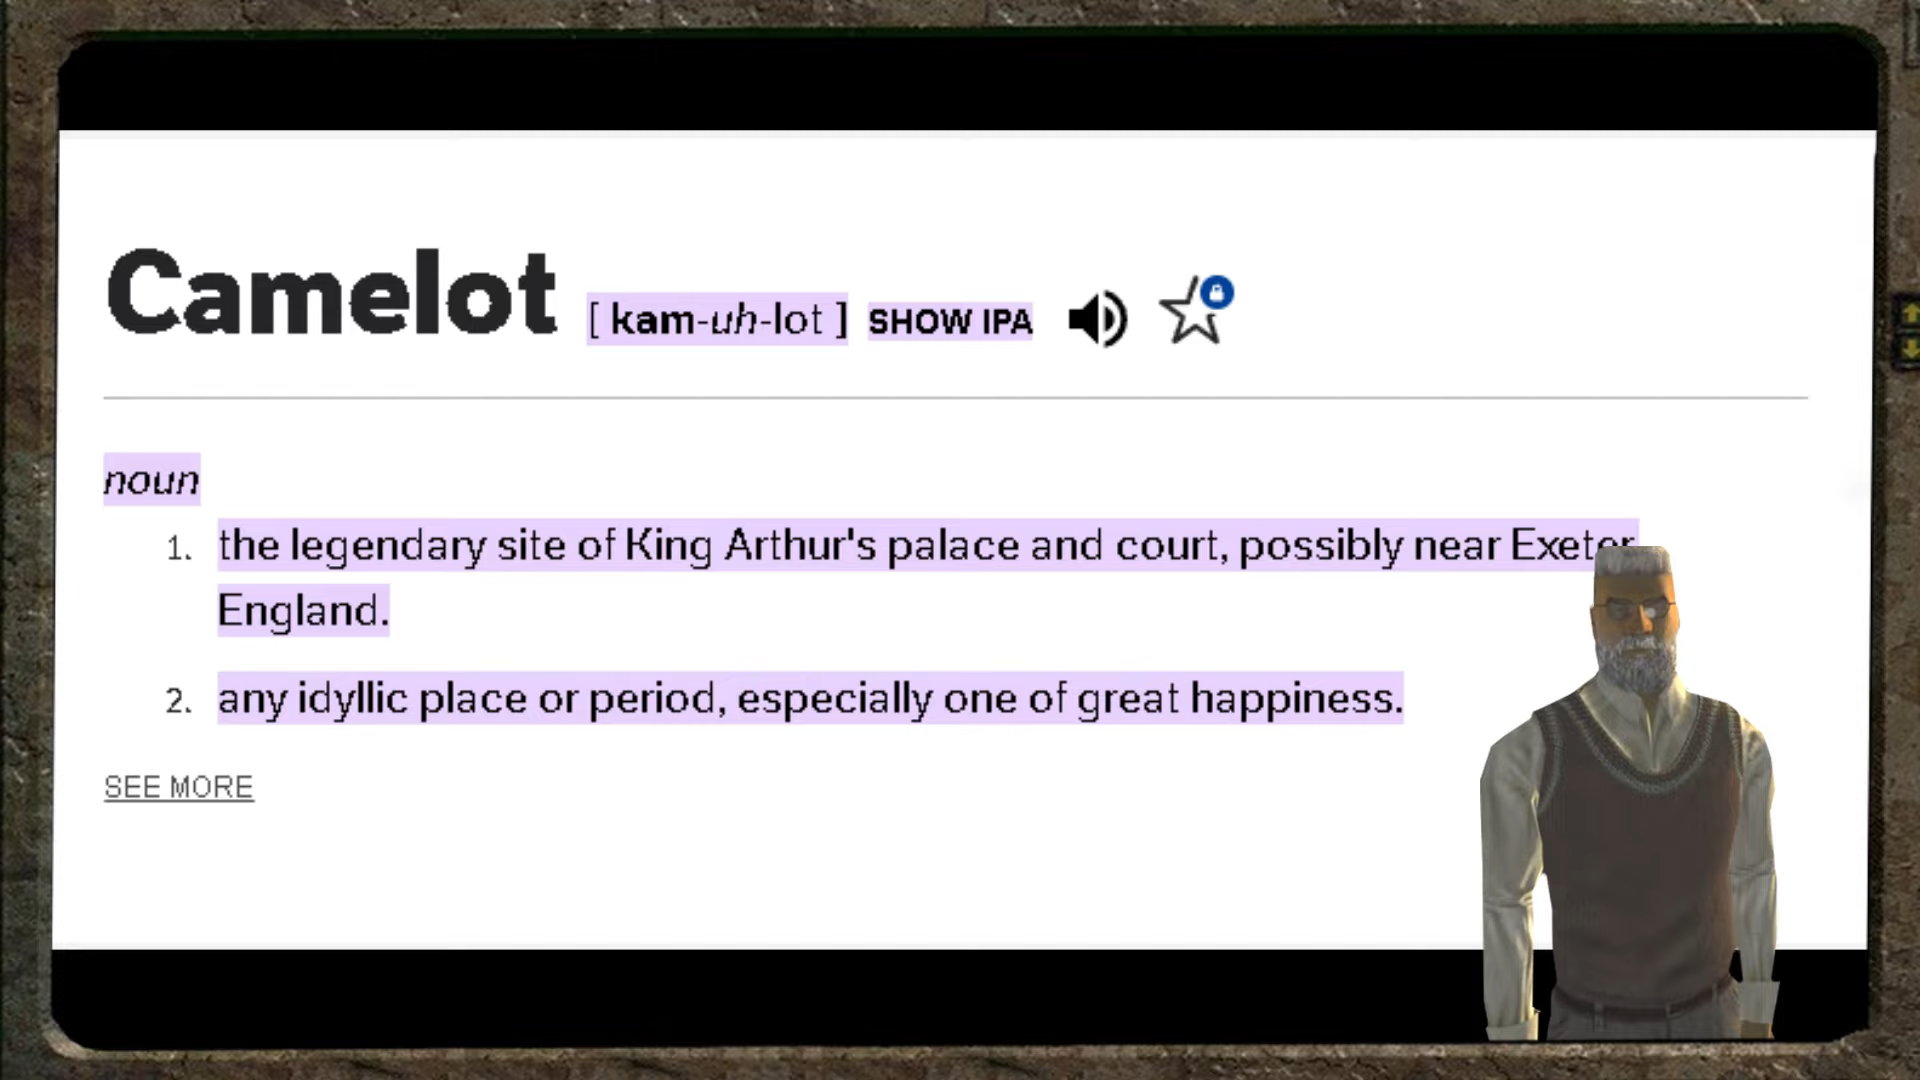 Camelot [ kam-uh-lot ] SHOW IPA
noun
1. the legendary site of King Arthur's palace and court, possibly near Exeter
England.
2. any idyllic place or period, especially one of great happiness.
SEE MORE